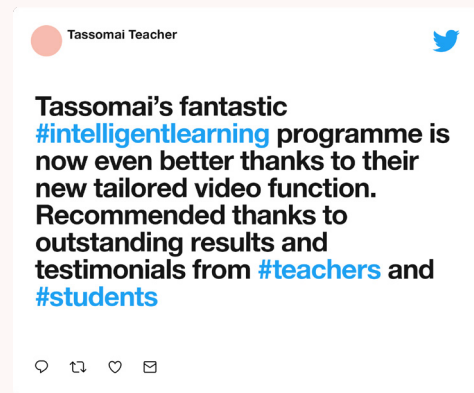 Tassomai Teacher
Tassomai’s fantastic
#intelligentlearning programme is
now even better thanks to their
new tailored video function.
Recommended thanks to
outstanding results and
testimonials from #teachers and
#students